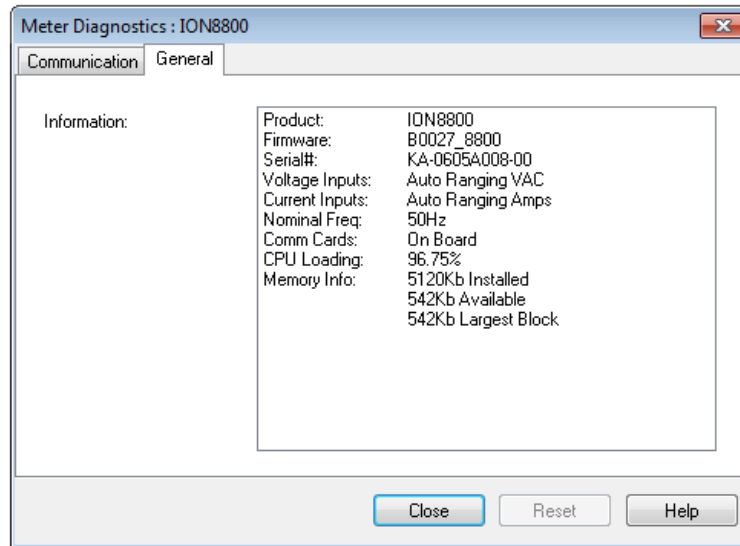 Meter Diagnostics : ION8800
Communication General
Information:
Product: ION8800
Firmware: B0027_8800
Serial#: KA-0605A008-00
Voltage Inputs: Auto Ranging VAC
Current Inputs: Auto Ranging Amps
Nominal Freq: 50Hz
Comm Cards: On Board
CPU Loading: 96.75%
Memory Info: 5120Kb Installed
542Kb Available
542Kb Largest Block
Close Reset Help